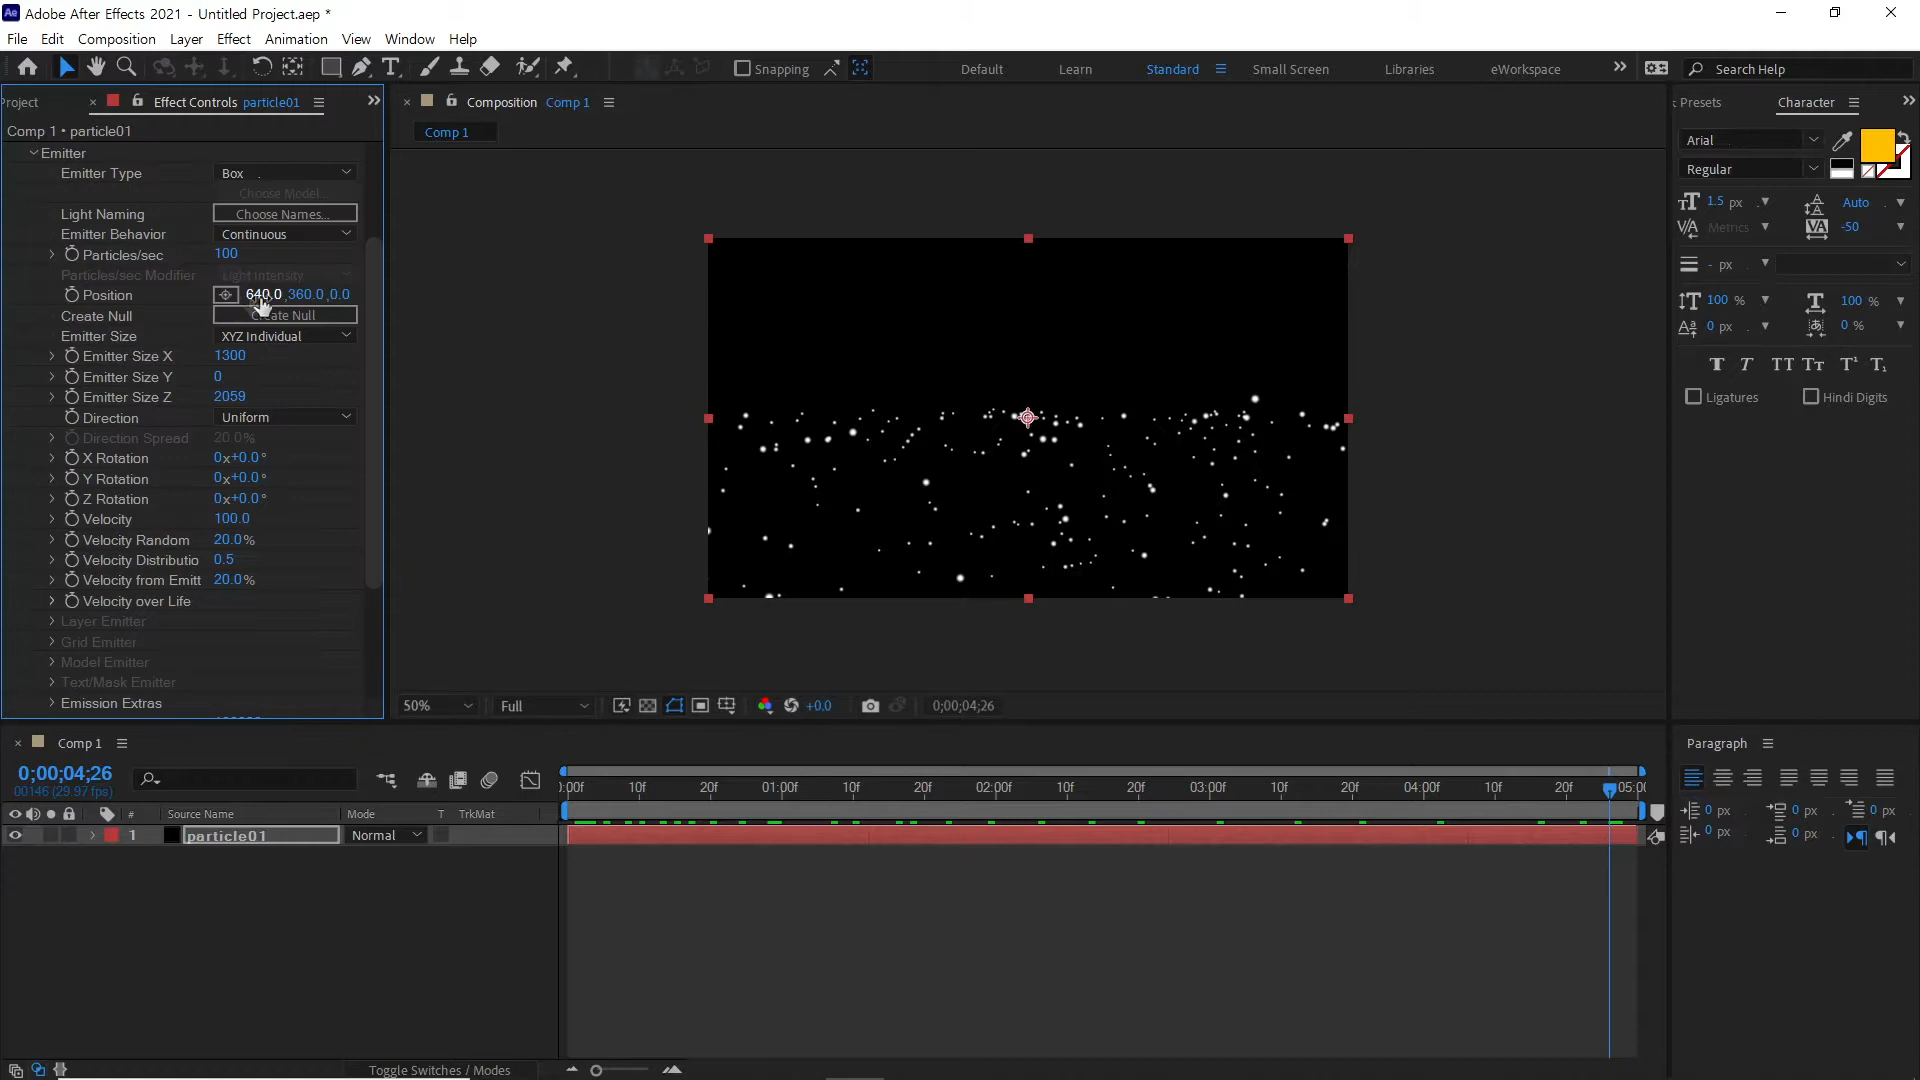 Adobe After Effects 2021 - Untitled Project.aep *
File Edit Composition Layer Effect Animation View Window Help
Snapping Default Learn Standard Small Screen Libraries eWorkspace Search Help
Project Effect Controls particle01 Composition Comp 1 Presets Character
Comp 1 • particle01
Comp 1
Emitter
Emitter Type Box
Choose Model...
Light Naming Choose Names...
Emitter Behavior Continuous
Particles/sec 100
Particles/sec Modifier Light Intensity
Position 640.0,360.0,0.0
Create Null Create Null
Emitter Size XYZ Individual
Emitter Size X 1300
Emitter Size Y 0
Emitter Size Z 2059
Direction Uniform
Direction Spread 20.0%
X Rotation 0x+0.0°
Y Rotation 0x+0.0°
Z Rotation 0x+0.0°
Velocity 100.0
Velocity Random 20.0%
Velocity Distributio 0.5
Velocity from Emitt 20.0%
Velocity over Life
Layer Emitter
Grid Emitter
Model Emitter
Text/Mask Emitter
Emission Extras
50% Full +0.0 0;00;04;26
Arial
Regular
1.5 px Auto
Metrics -50
- px
100 % 100 %
0 px 0 %
T T TT Tt T¹ T₁
Ligatures Hindi Digits
Comp 1
0;00;04;26
00146 (29.97 fps)
:00f 10f 20f 01:00f 10f 20f 02:00f 10f 20f 03:00f 10f 20f 04:00f 10f 20f 05:00
# Source Name Mode T TrkMat
1 particle01 Normal
Paragraph
0 px 0 px 0 px
0 px 0 px
Toggle Switches / Modes